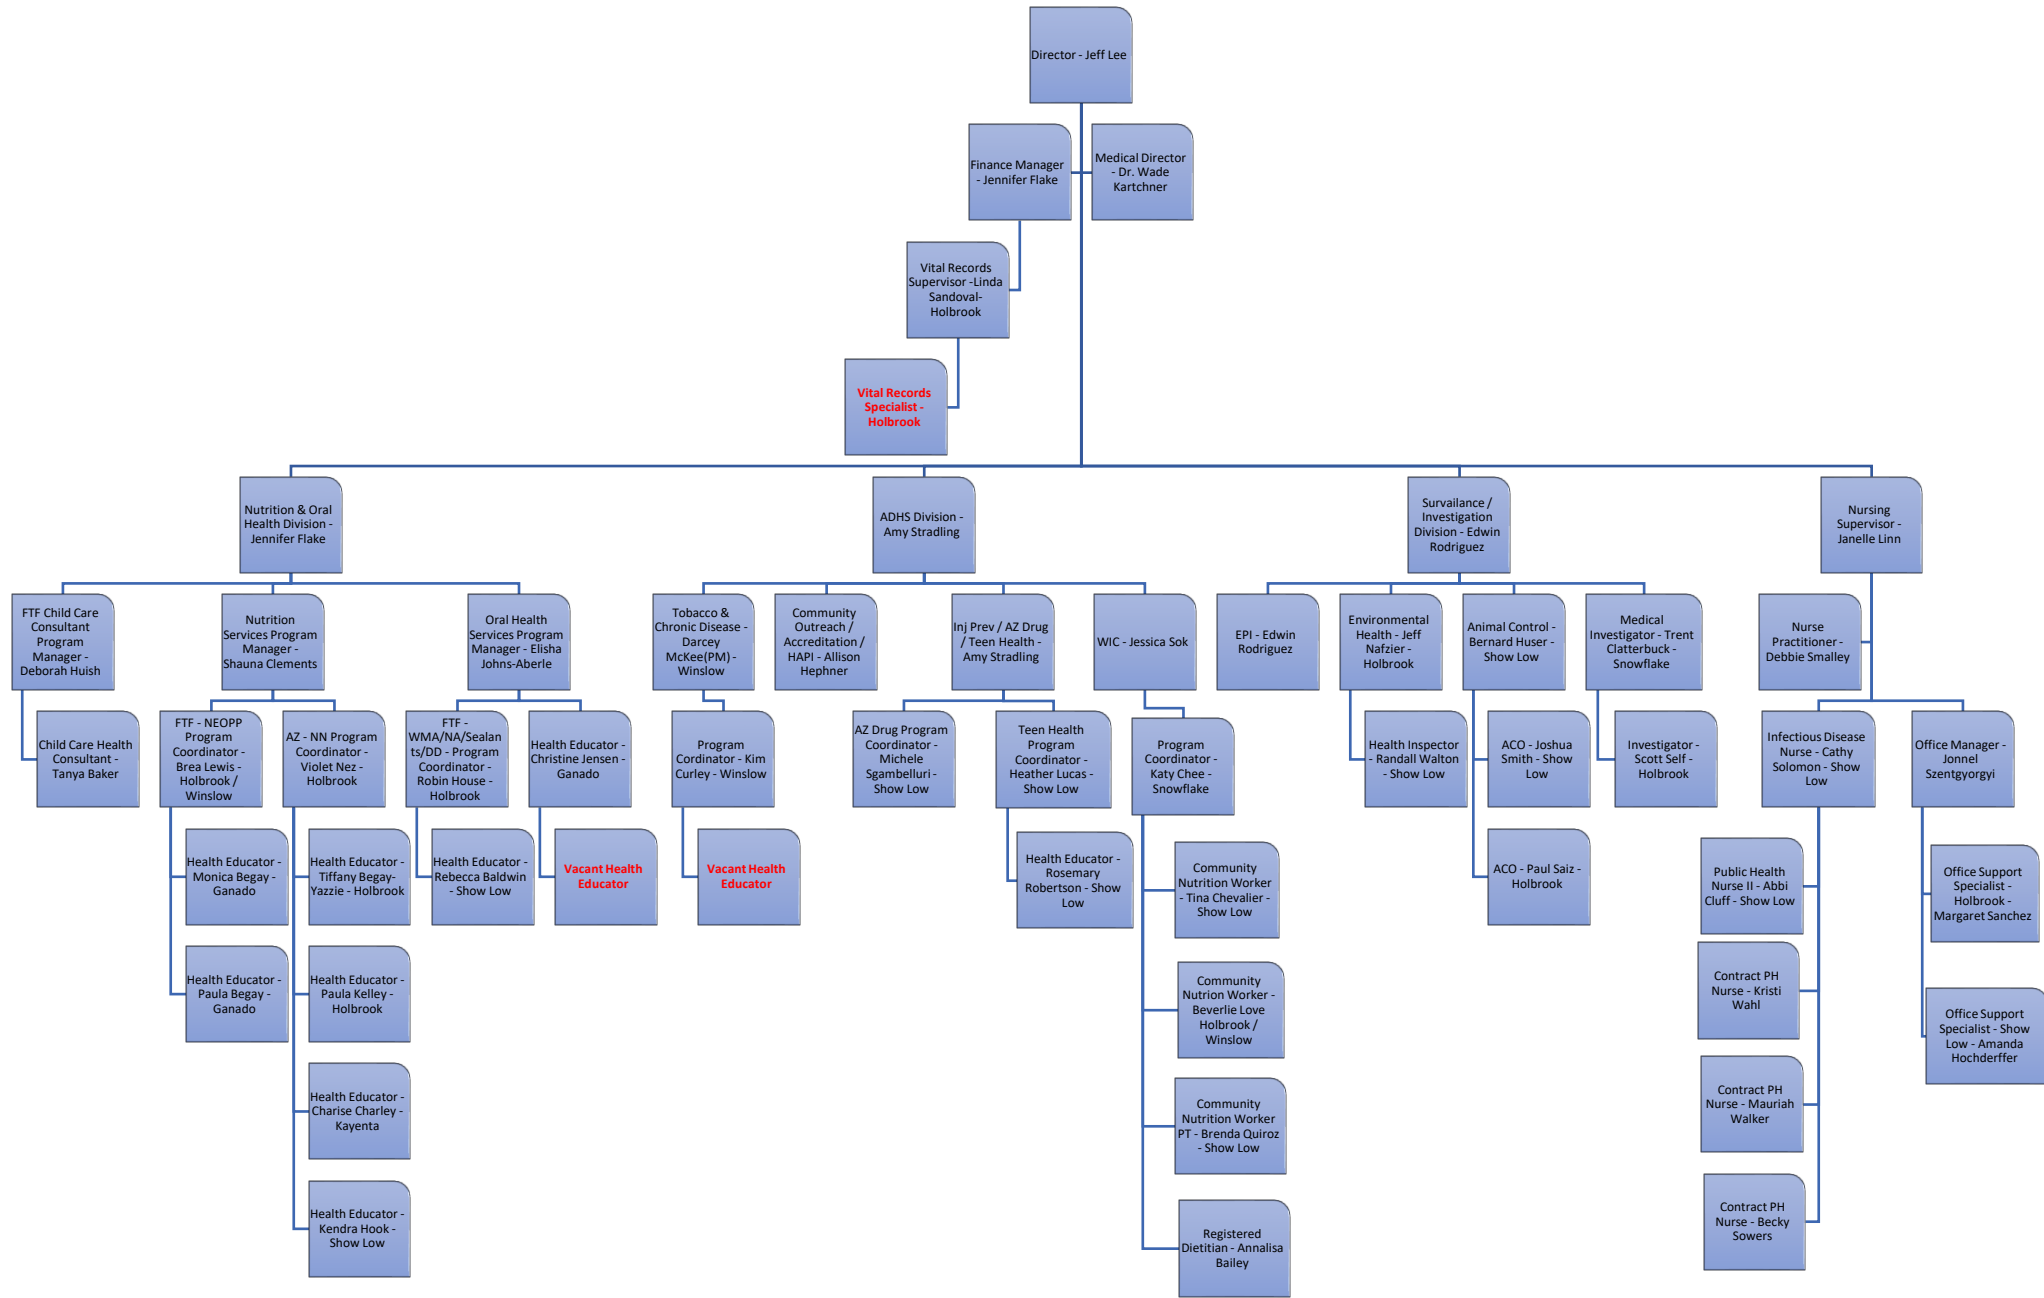 Director - Jeff Lee
Finance Manager
- Jennifer Flake
Medical Director
- Dr. Wade
Kartchner
Vital Records
Supervisor -Linda
Sandoval-
Holbrook
Vital Records
Specialist -
Holbrook
Nutrition & Oral
Health Division -
Jennifer Flake
ADHS Division -
Amy Stradling
Survailance /
Investigation
Division - Edwin
Rodriguez
Nursing
Supervisor -
Janelle Linn
FTF Child Care
Consultant
Program
Manager -
Deborah Huish
Nutrition
Services Program
Manager -
Shauna Clements
Oral Health
Services Program
Manager - Elisha
Johns-Aberle
Tobacco &
Chronic Disease -
Darcey
McKee(PM) -
Winslow
Community
Outreach /
Accreditation /
HAPI - Allison
Hephner
Inj Prev / AZ Drug
/ Teen Health -
Amy Stradling
WIC - Jessica Sok
EPI - Edwin
Rodriguez
Environmental
Health - Jeff
Nafzier -
Holbrook
Animal Control -
Bernard Huser -
Show Low
Medical
Investigator - Trent
Clatterbuck -
Snowflake
Nurse
Practitioner -
Debbie Smalley
Child Care Health
Consultant -
Tanya Baker
FTF - NEOPP
Program
Coordinator -
Brea Lewis -
Holbrook /
Winslow
AZ - NN Program
Coordinator -
Violet Nez -
Holbrook
FTF -
WMA/NA/Sealan
ts/DD - Program
Coordinator -
Robin House -
Holbrook
Health Educator -
Christine Jensen -
Ganado
Program
Cordinator - Kim
Curley - Winslow
AZ Drug Program
Coordinator -
Michele
Sgambelluri -
Show Low
Teen Health
Program
Coordinator -
Heather Lucas -
Show Low
Program
Coordinator -
Katy Chee -
Snowflake
Health Inspector
- Randall Walton
- Show Low
ACO - Joshua
Smith - Show
Low
Investigator -
Scott Self -
Holbrook
Infectious Disease
Nurse - Cathy
Solomon - Show
Low
Office Manager -
Jonnel
Szentgyorgyi
Health Educator -
Monica Begay -
Ganado
Health Educator -
Tiffany Begay-
Yazzie - Holbrook
Health Educator -
Rebecca Baldwin
- Show Low
Vacant Health
Educator
Vacant Health
Educator
Health Educator -
Rosemary
Robertson - Show
Low
Community
Nutrition Worker
- Tina Chevalier -
Show Low
ACO - Paul Saiz -
Holbrook
Public Health
Nurse II - Abbi
Cluff - Show Low
Office Support
Specialist -
Holbrook -
Margaret Sanchez
Health Educator -
Paula Begay -
Ganado
Health Educator -
Paula Kelley -
Holbrook
Community
Nutrion Worker -
Beverlie Love
Holbrook /
Winslow
Contract PH
Nurse - Kristi
Wahl
Office Support
Specialist - Show
Low - Amanda
Hochderffer
Health Educator -
Charise Charley -
Kayenta
Community
Nutrition Worker
PT - Brenda Quiroz
- Show Low
Contract PH
Nurse - Mauriah
Walker
Health Educator -
Kendra Hook -
Show Low
Registered
Dietitian - Annalisa
Bailey
Contract PH
Nurse - Becky
Sowers